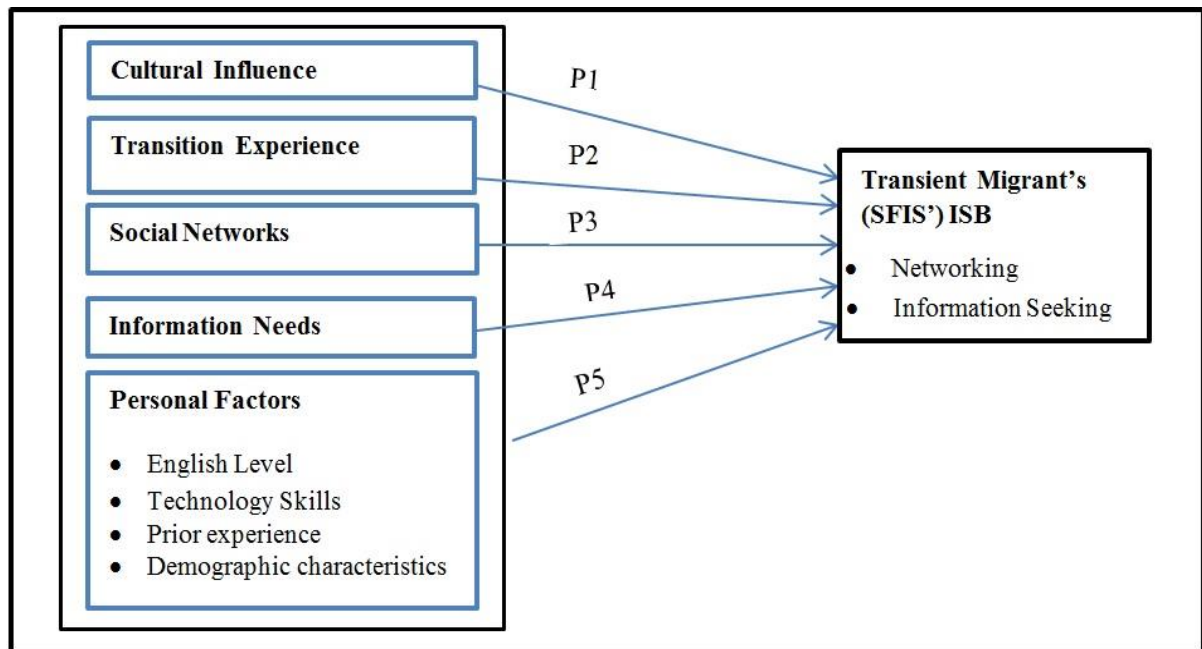 Cultural Influence
Transition Experience
Social Networks
Information Needs
Personal Factors
• English Level
• Technology Skills
• Prior experience
• Demographic characteristics
P1
P2
P3
P4
P5
Transient Migrant’s
(SFIS’) ISB
• Networking
• Information Seeking